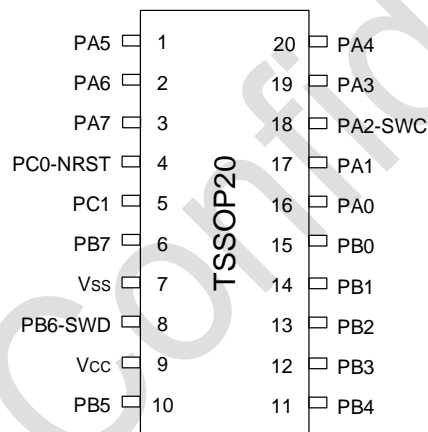 PA5 1 20 PA4
PA6 2 19 PA3
PA7 3 18 PA2-SWC
PC0-NRST 4 17 PA1
PC1 5 16 PA0
PB7 6 15 PB0
Vss 7 14 PB1
PB6-SWD 8 13 PB2
Vcc 9 12 PB3
PB5 10 11 PB4
TSSOP20
Confid